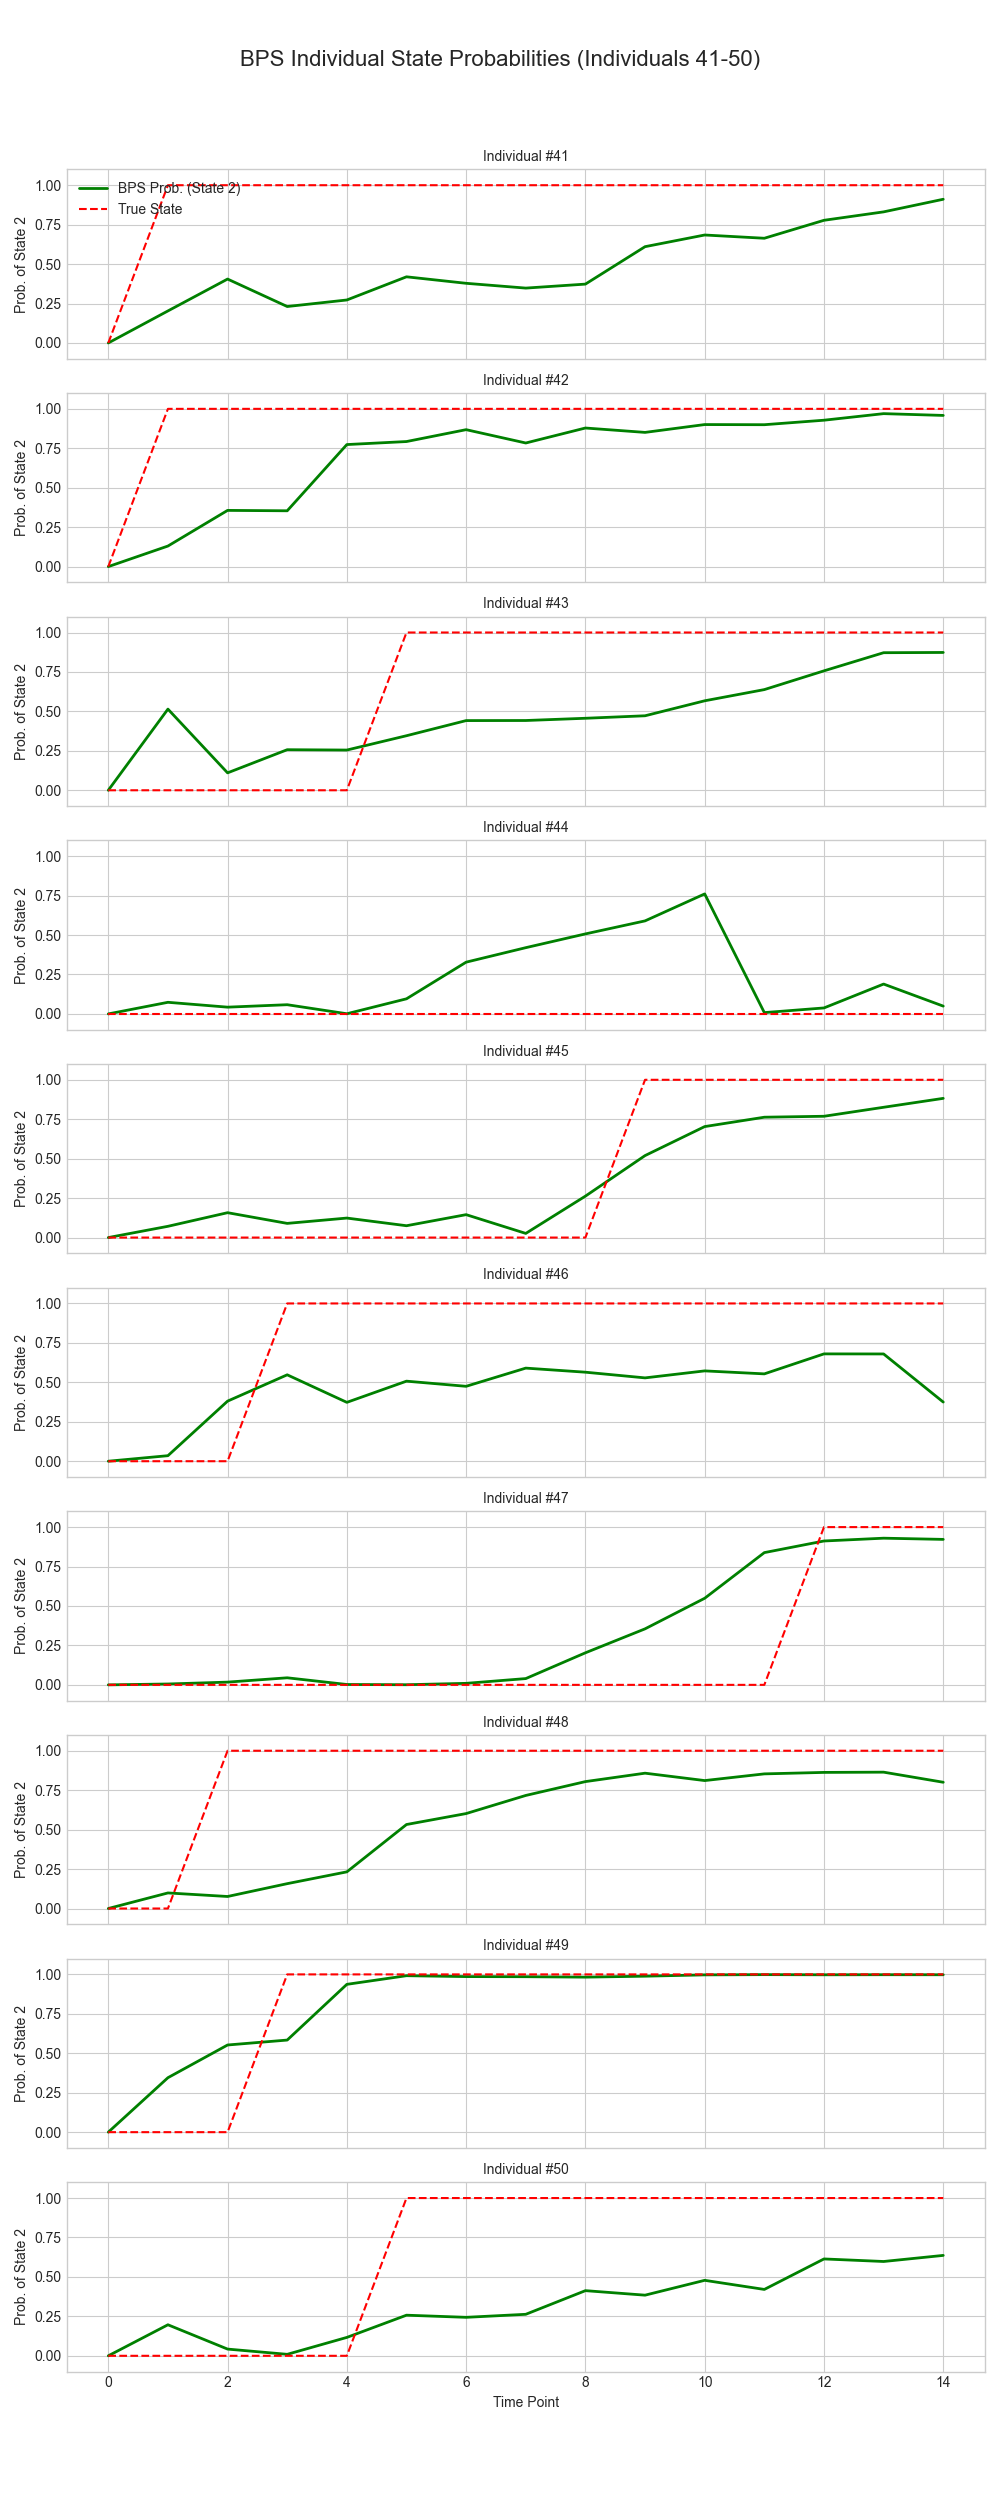 BPS Individual State Probabilities (Individuals 41-50)
Individual #41
BPS Prob. (State 2)
True State
Prob. of State 2
1.00
0.75
0.50
0.25
0.00
Individual #42
Prob. of State 2
1.00
0.75
0.50
0.25
0.00
Individual #43
Prob. of State 2
1.00
0.75
0.50
0.25
0.00
Individual #44
Prob. of State 2
1.00
0.75
0.50
0.25
0.00
Individual #45
Prob. of State 2
1.00
0.75
0.50
0.25
0.00
Individual #46
Prob. of State 2
1.00
0.75
0.50
0.25
0.00
Individual #47
Prob. of State 2
1.00
0.75
0.50
0.25
0.00
Individual #48
Prob. of State 2
1.00
0.75
0.50
0.25
0.00
Individual #49
Prob. of State 2
1.00
0.75
0.50
0.25
0.00
Individual #50
Prob. of State 2
1.00
0.75
0.50
0.25
0.00
0 2 4 6 8 10 12 14
Time Point